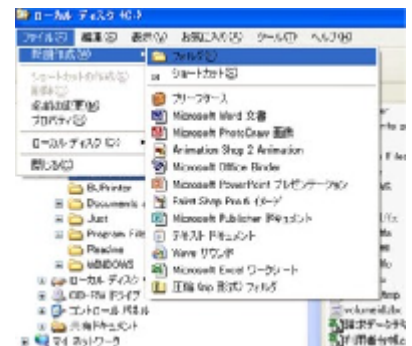 ローカル ディスク (C:)
ファイル(F) 編集(E) 表示(V) お気に入り(A) ツール(T) ヘルプ(H)
新規作成(W)
ショートカットの作成(S)
削除(D)
名前の変更(M)
プロパティ(R)
ローカル ディスク (C:)
閉じる(C)
フォルダ(F)
ショートカット(S)
ブリーフケース
Microsoft Word 文書
Microsoft PhotoDraw 画像
Animation Shop 2 Animation
Microsoft Office Binder
Microsoft PowerPoint プレゼンテーション
Paint Shop Pro 6 イメージ
Microsoft Publisher ドキュメント
テキスト ドキュメント
Wave サウンド
Microsoft Excel ワークシート
圧縮 (zip 形式) フォルダ
BJPrinter
Documents
Just
Program File
Readme
WINDOWS
ローカル ディスク
CD-RW ドライブ
コントロール パネル
共有ドキュメント
マイ ネットワーク
volumeid.txt